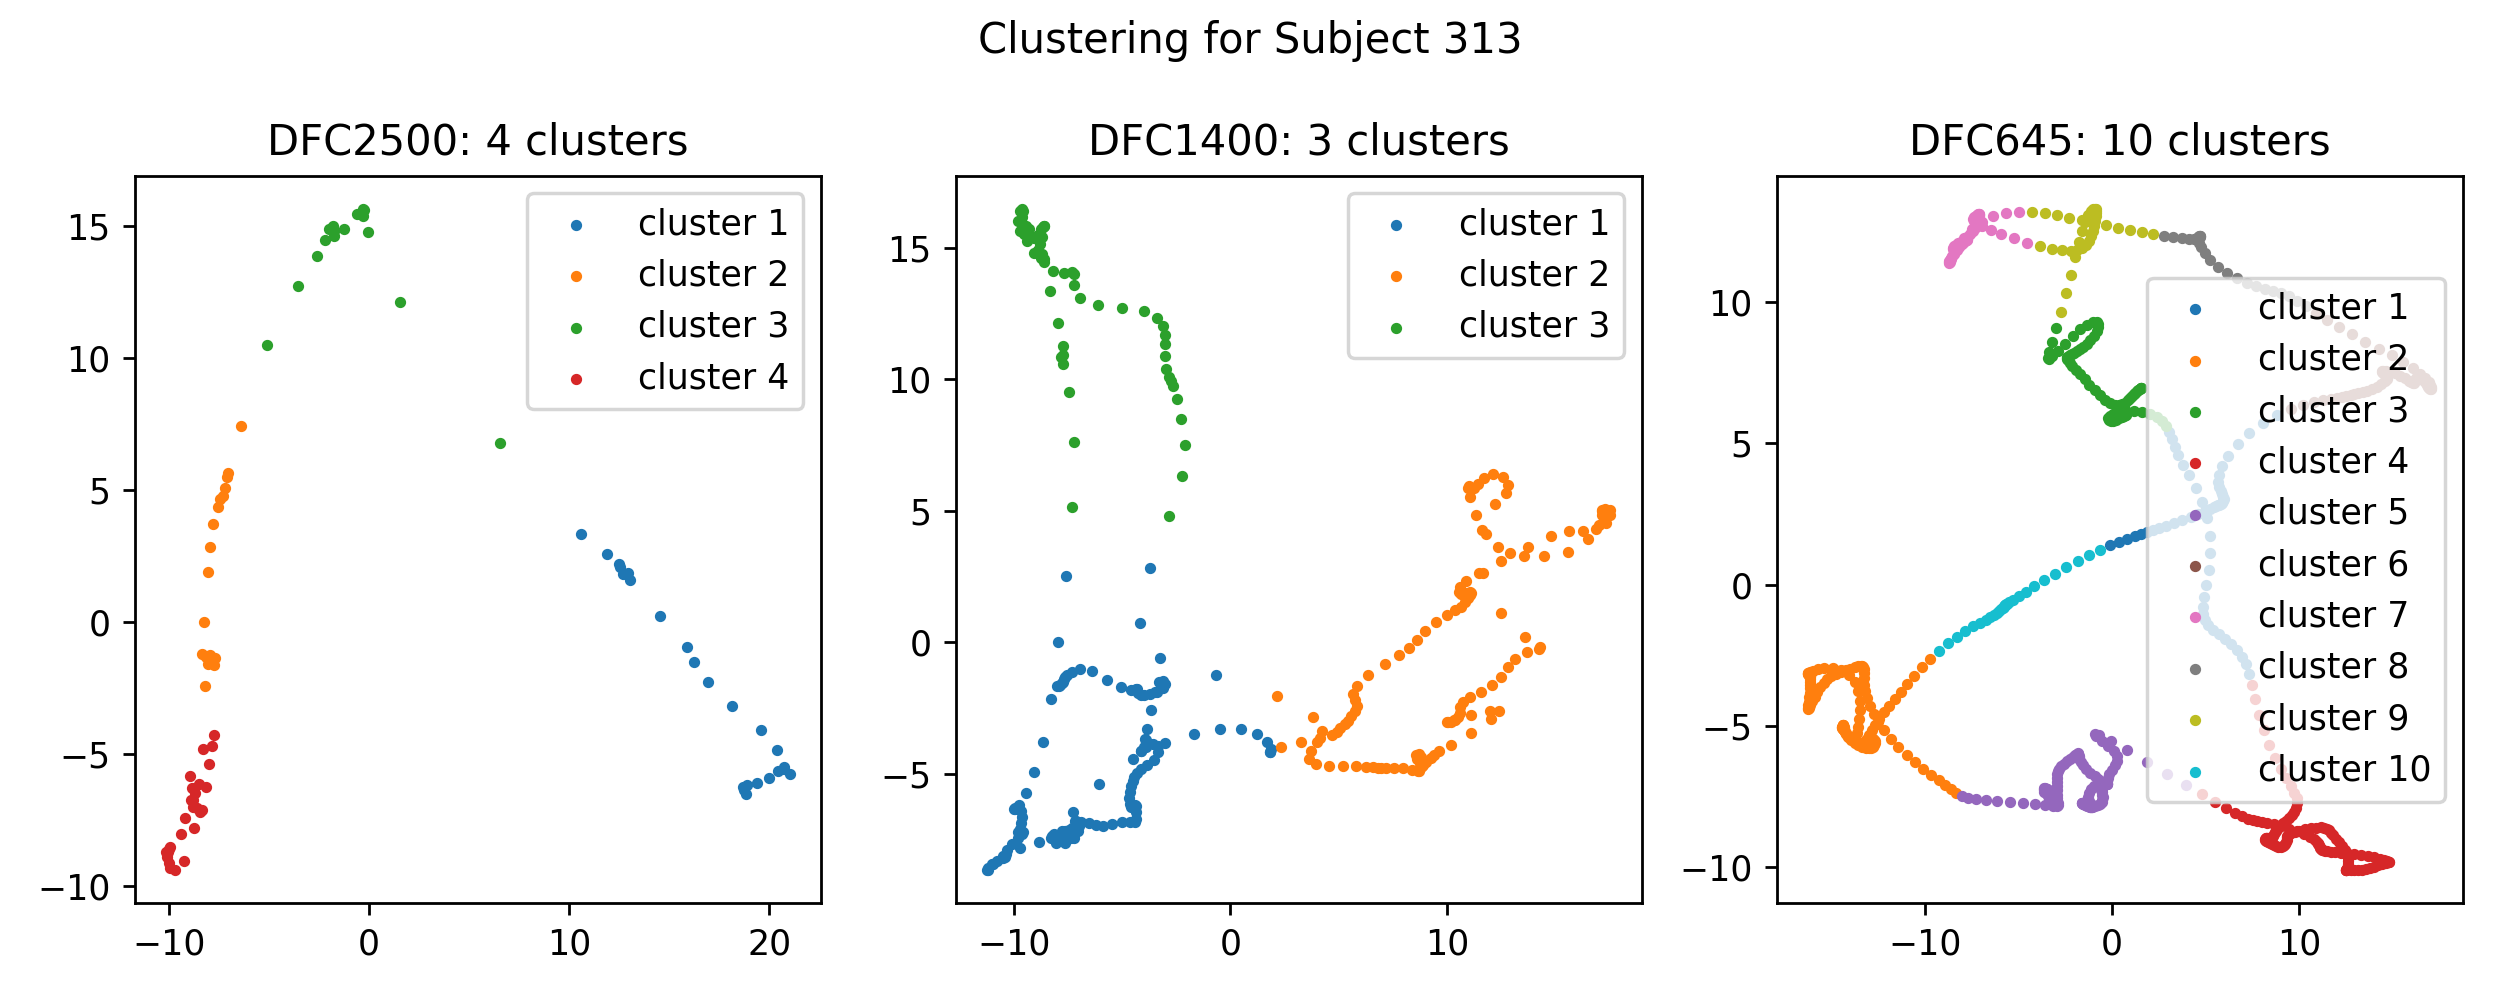 Clustering for Subject 313
DFC2500: 4 clusters
15
10
5
0
−5
−10
−10
0
10
20
cluster 1
cluster 2
cluster 3
cluster 4
DFC1400: 3 clusters
15
10
5
0
−5
−10
0
10
cluster 1
cluster 2
cluster 3
DFC645: 10 clusters
10
5
0
−5
−10
−10
0
10
cluster 1
cluster 2
cluster 3
cluster 4
cluster 5
cluster 6
cluster 7
cluster 8
cluster 9
cluster 10